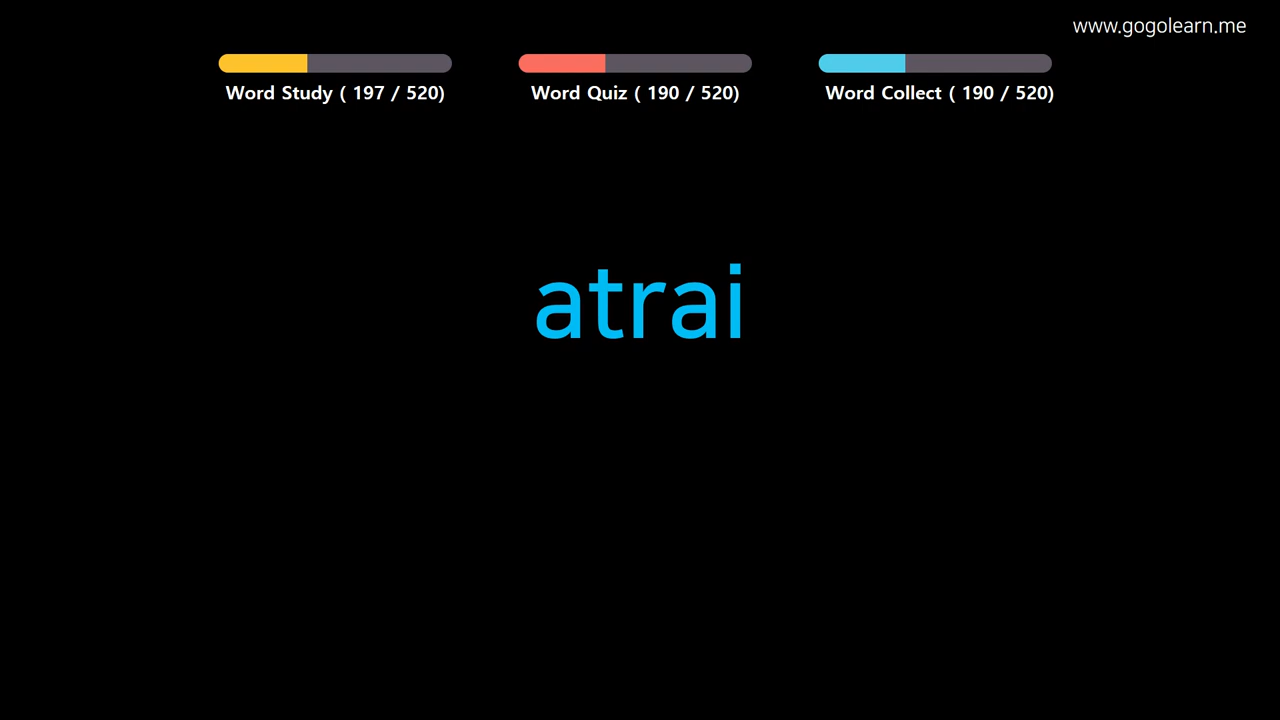 www.gogolearn.me
Word Study ( 197 / 520)
Word Quiz ( 190 / 520)
Word Collect ( 190 / 520)
atrai